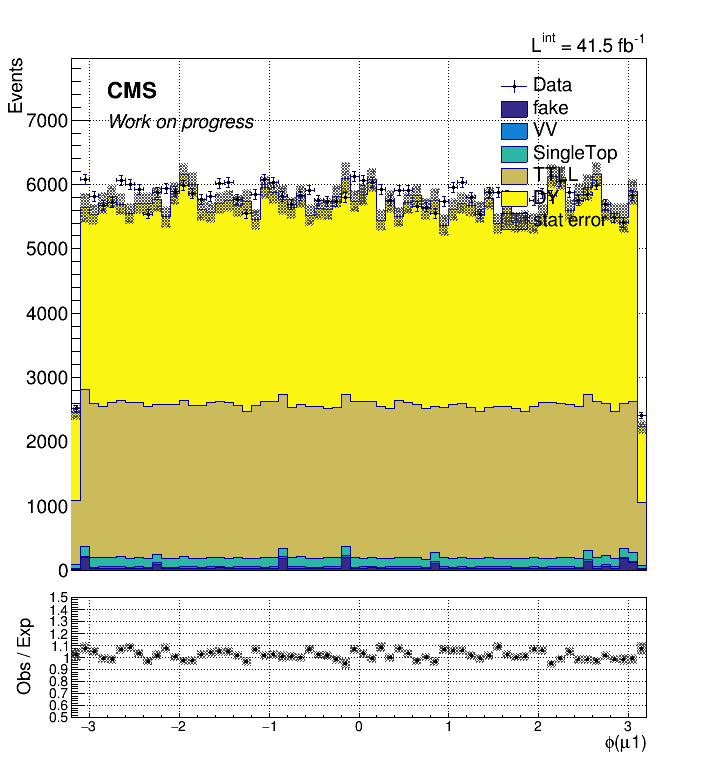 L^int = 41.5 fb^-1
Events
CMS
Work on progress
Data
fake
VV
SingleTop
TTLL
DY
stat error
7000
6000
5000
4000
3000
2000
1000
0
Obs / Exp
1.5
1.4
1.3
1.2
1.1
1
0.9
0.8
0.7
0.6
0.5
−3 −2 −1 0 1 2 3
ϕ(μ1)